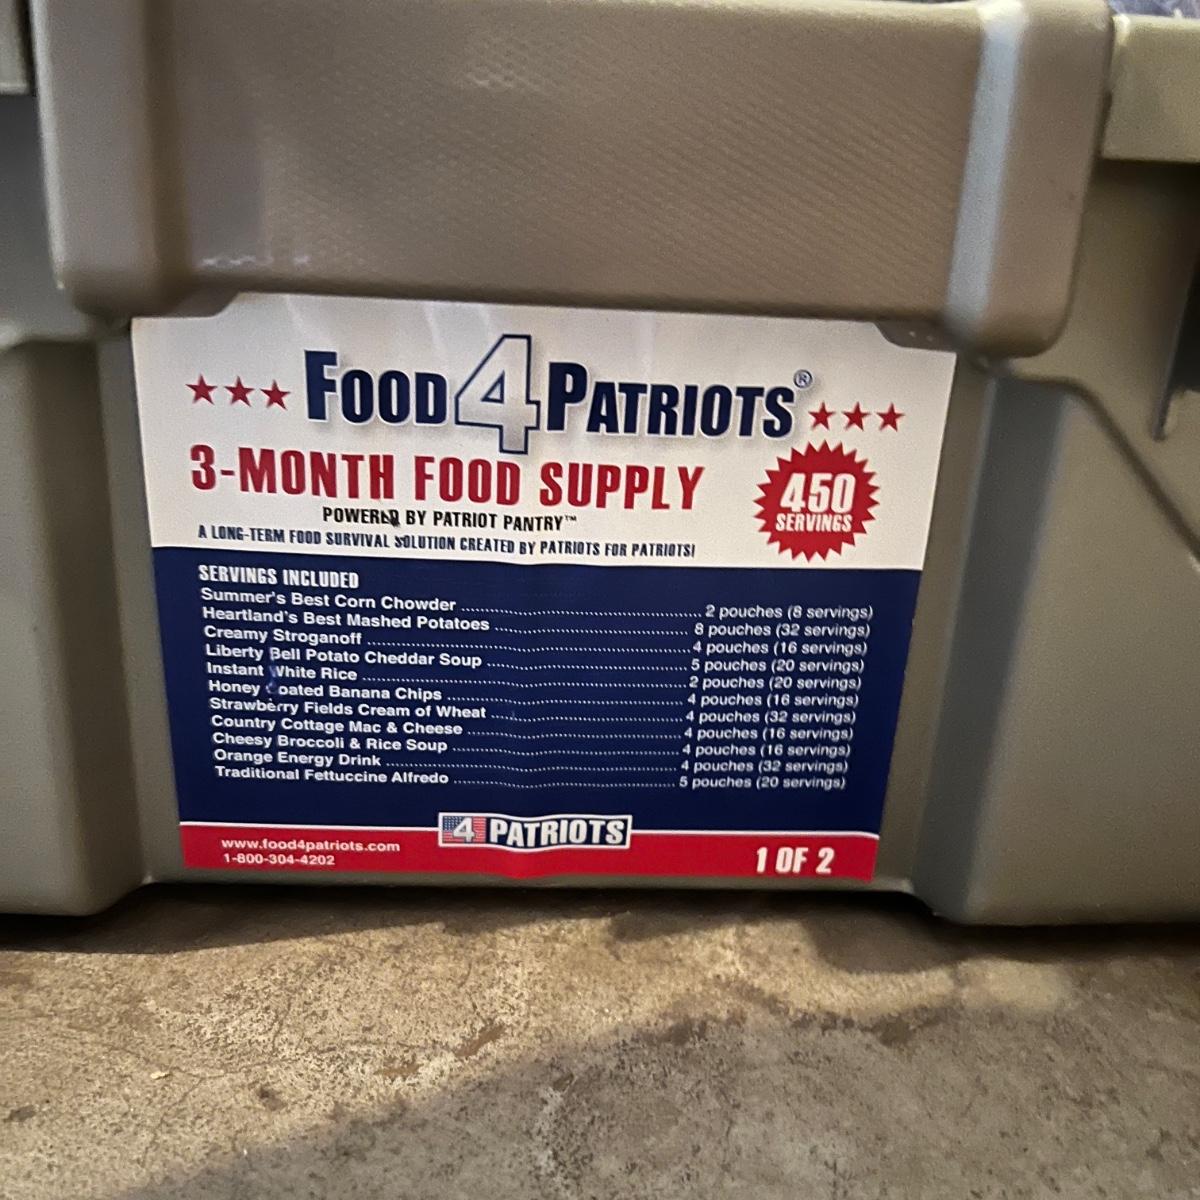 FOOD4PATRIOTS®
3-MONTH FOOD SUPPLY
450
SERVINGS
POWERED BY PATRIOT PANTRY™
A LONG-TERM FOOD SURVIVAL SOLUTION CREATED BY PATRIOTS FOR PATRIOTS!
SERVINGS INCLUDED
Summer's Best Corn Chowder ........ 2 pouches (8 servings)
Heartland's Best Mashed Potatoes ........ 8 pouches (32 servings)
Creamy Stroganoff ........ 4 pouches (16 servings)
Liberty Bell Potato Cheddar Soup ........ 5 pouches (20 servings)
Instant White Rice ........ 2 pouches (20 servings)
Honey Coated Banana Chips ........ 4 pouches (16 servings)
Strawberry Fields Cream of Wheat ........ 4 pouches (32 servings)
Country Cottage Mac & Cheese ........ 4 pouches (16 servings)
Cheesy Broccoli & Rice Soup ........ 4 pouches (16 servings)
Orange Energy Drink ........ 4 pouches (32 servings)
Traditional Fettuccine Alfredo ........ 5 pouches (20 servings)
4 PATRIOTS
www.food4patriots.com
1-800-304-4202
1 OF 2